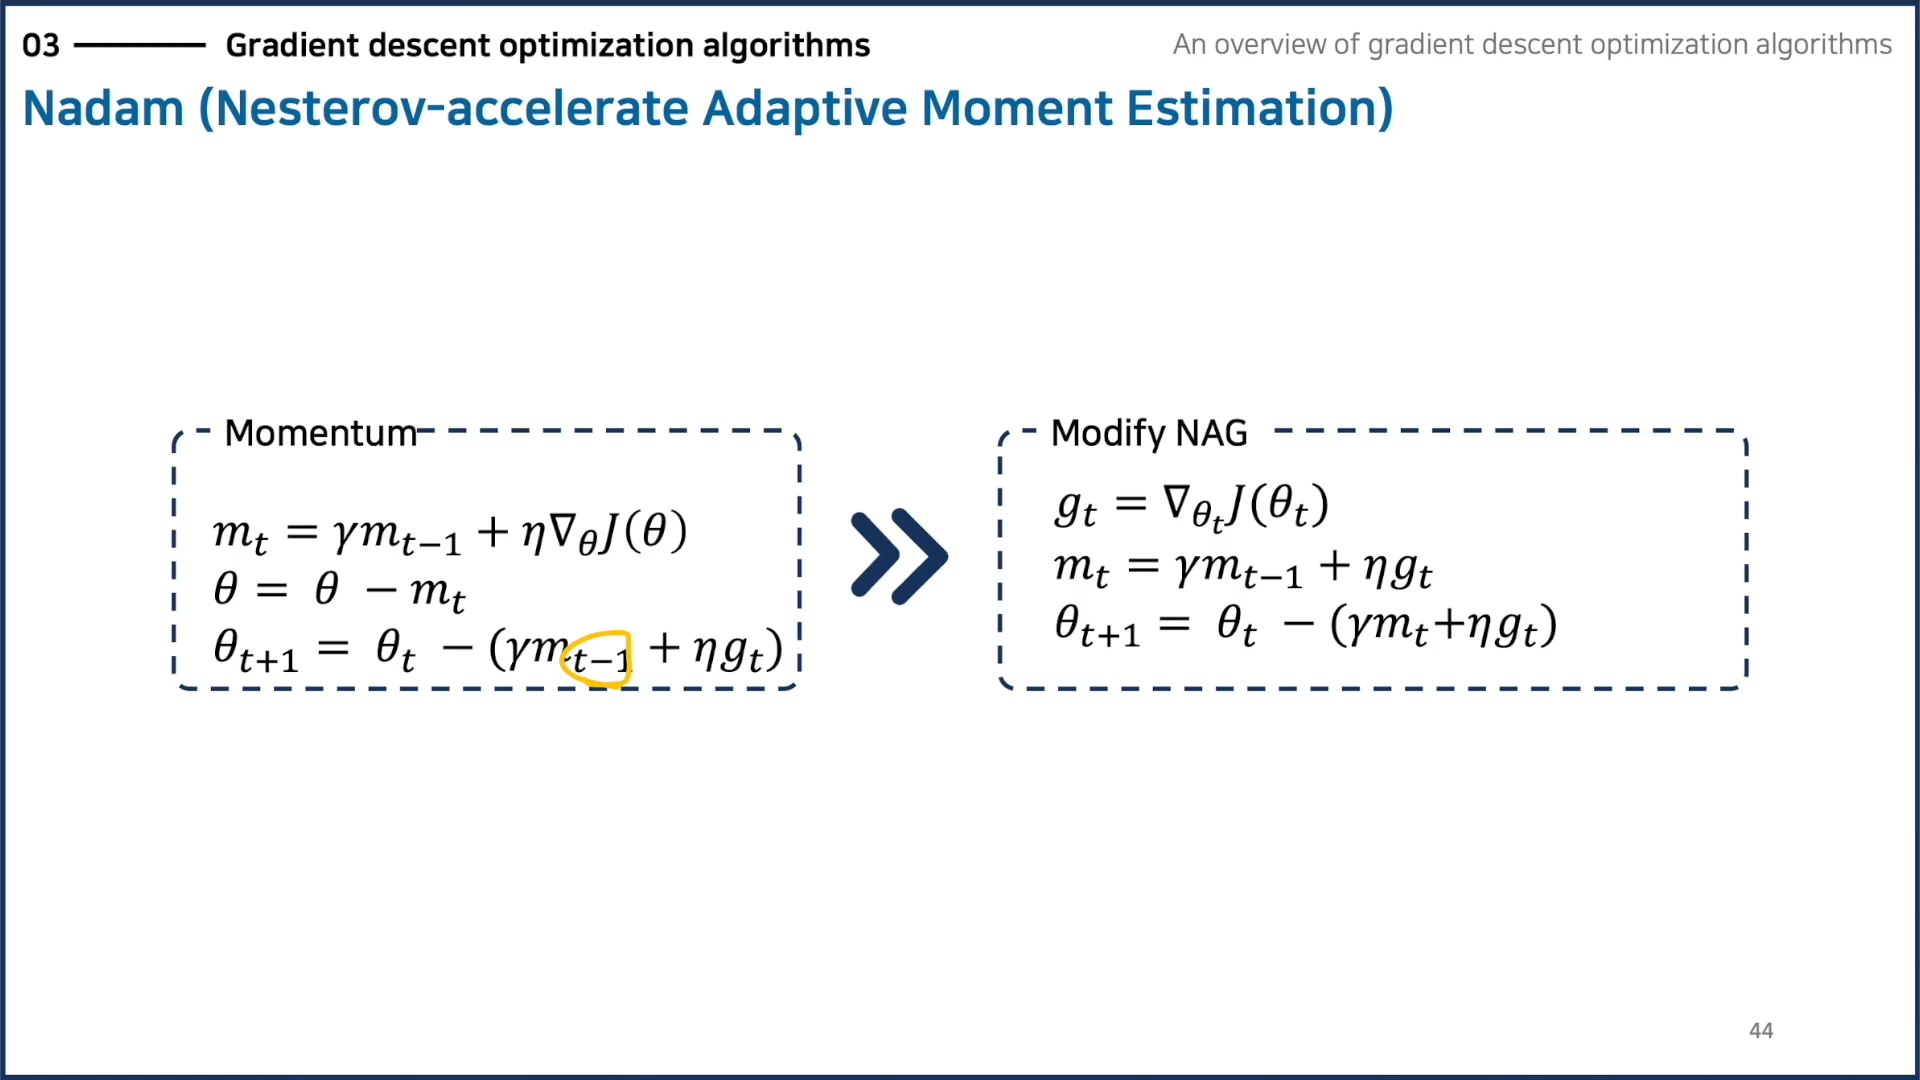 03 Gradient descent optimization algorithms
An overview of gradient descent optimization algorithms
Nadam (Nesterov-accelerate Adaptive Moment Estimation)
Momentum
m_t = γm_{t−1} + η∇_θJ(θ)
θ = θ − m_t
θ_{t+1} = θ_t − (γm_{t−1} + ηg_t)
Modify NAG
g_t = ∇_{θ_t}J(θ_t)
m_t = γm_{t−1} + ηg_t
θ_{t+1} = θ_t − (γm_t+ηg_t)
44